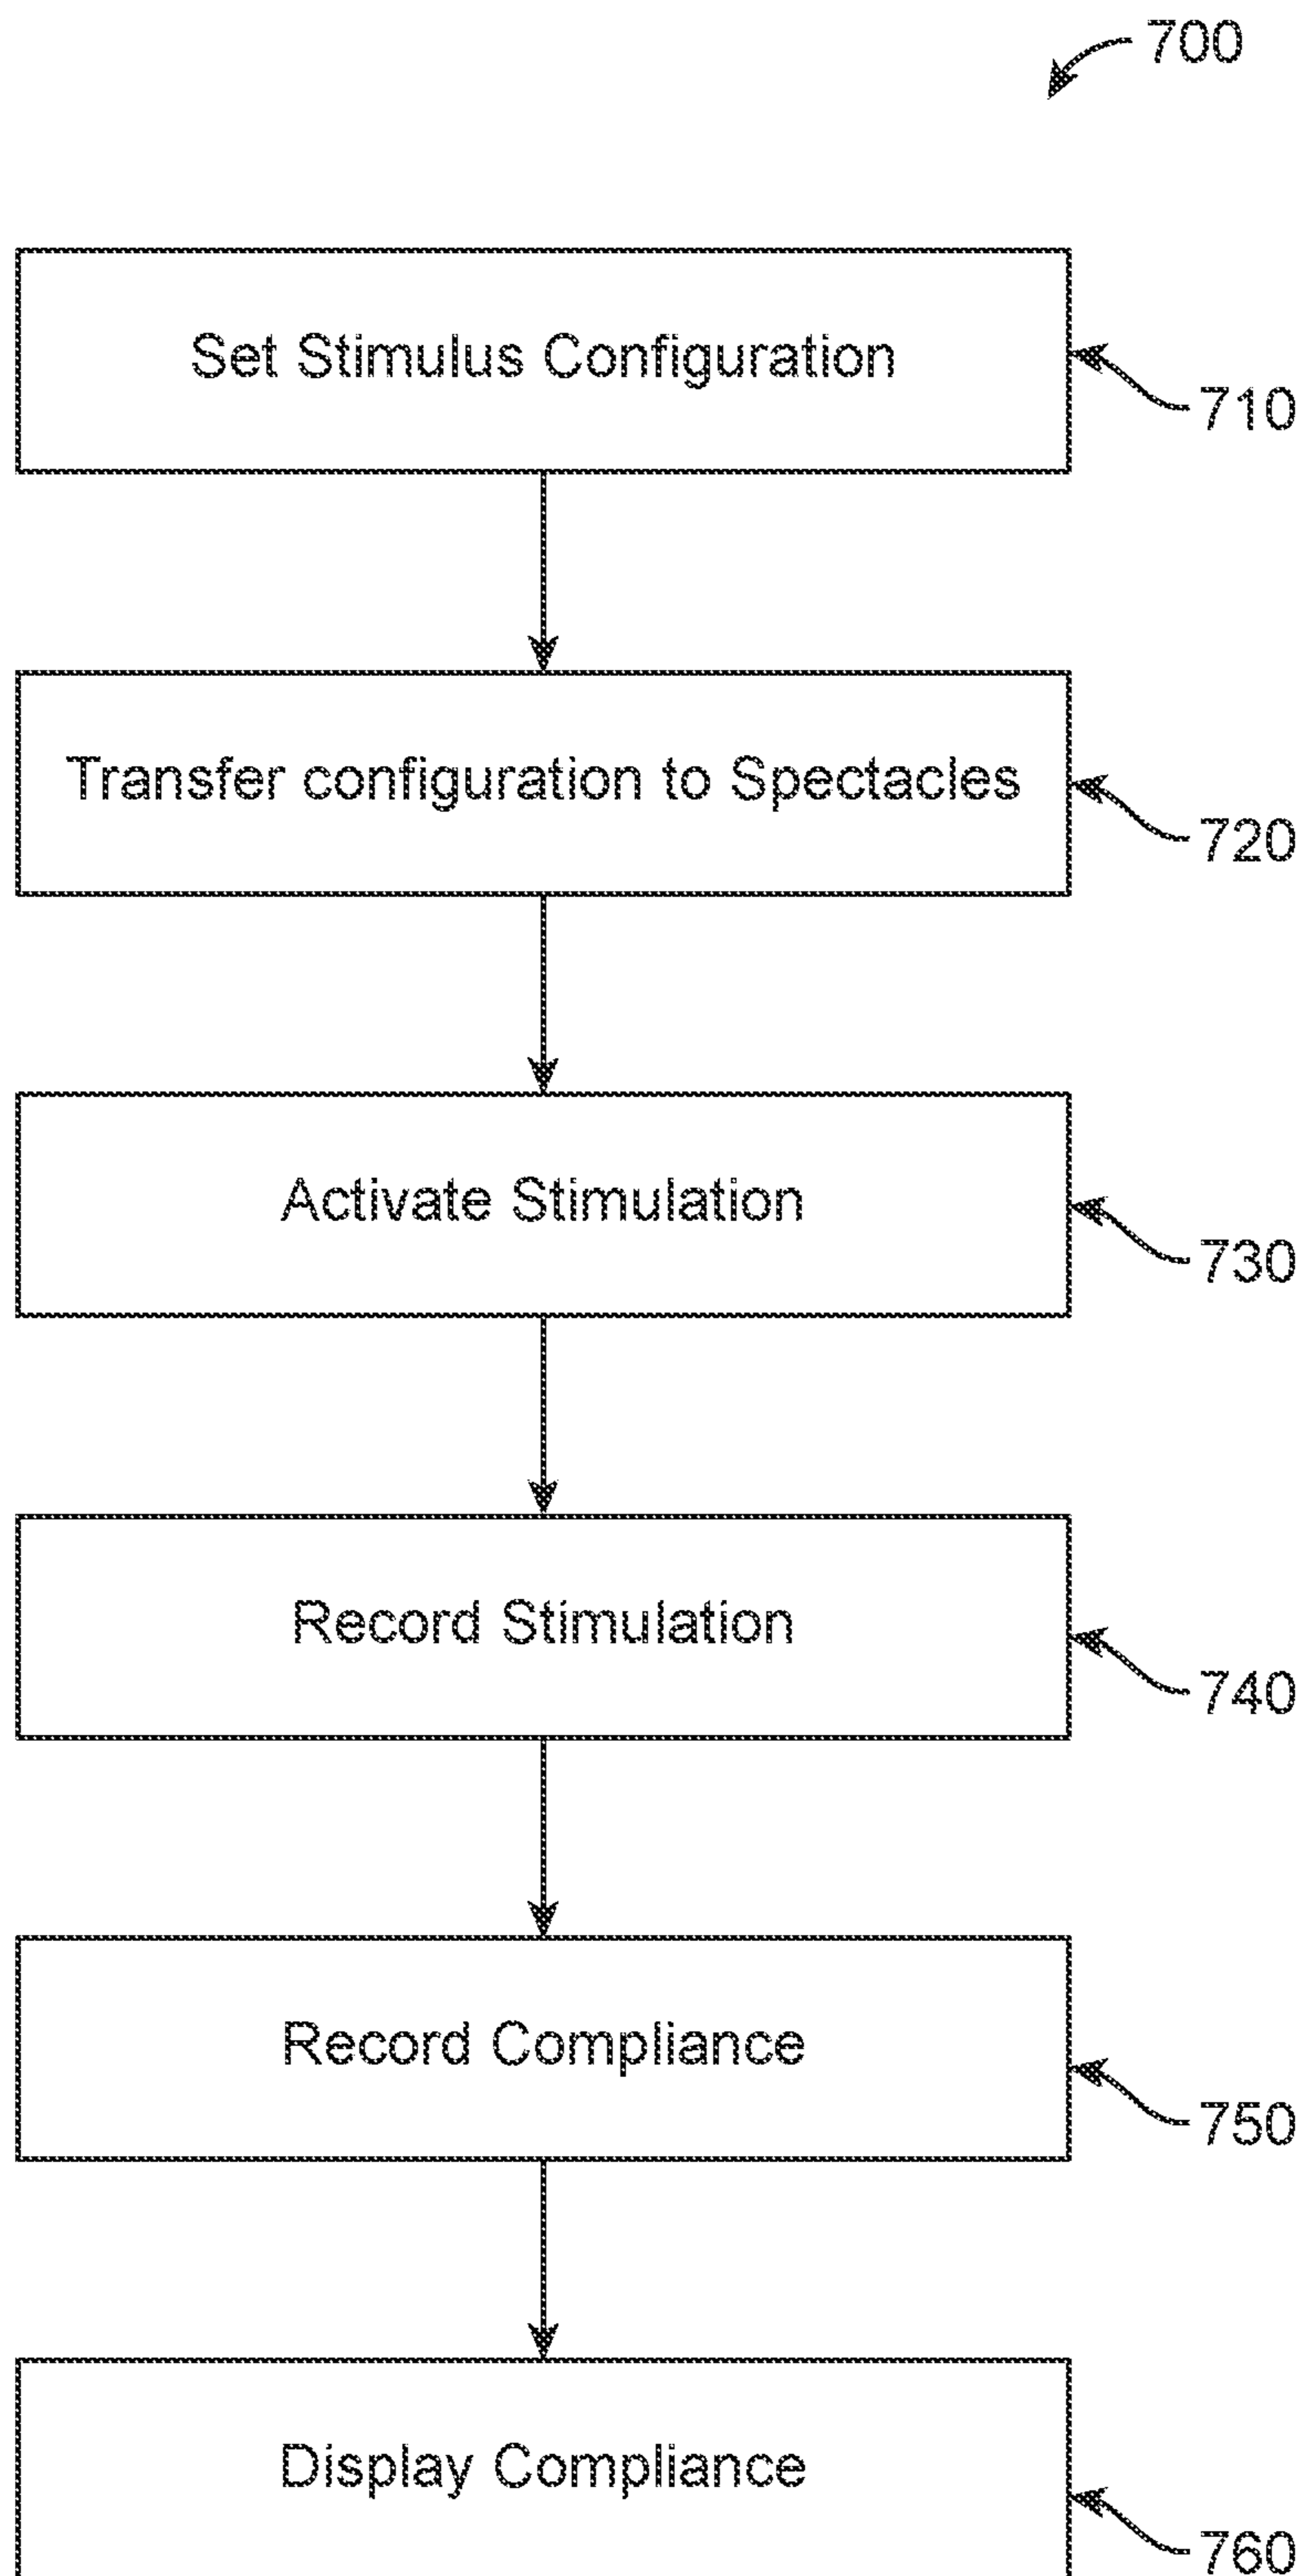 700
Set Stimulus Configuration
710
Transfer configuration to Spectacles
720
Activate Stimulation
730
Record Stimulation
740
Record Compliance
750
Display Compliance
760